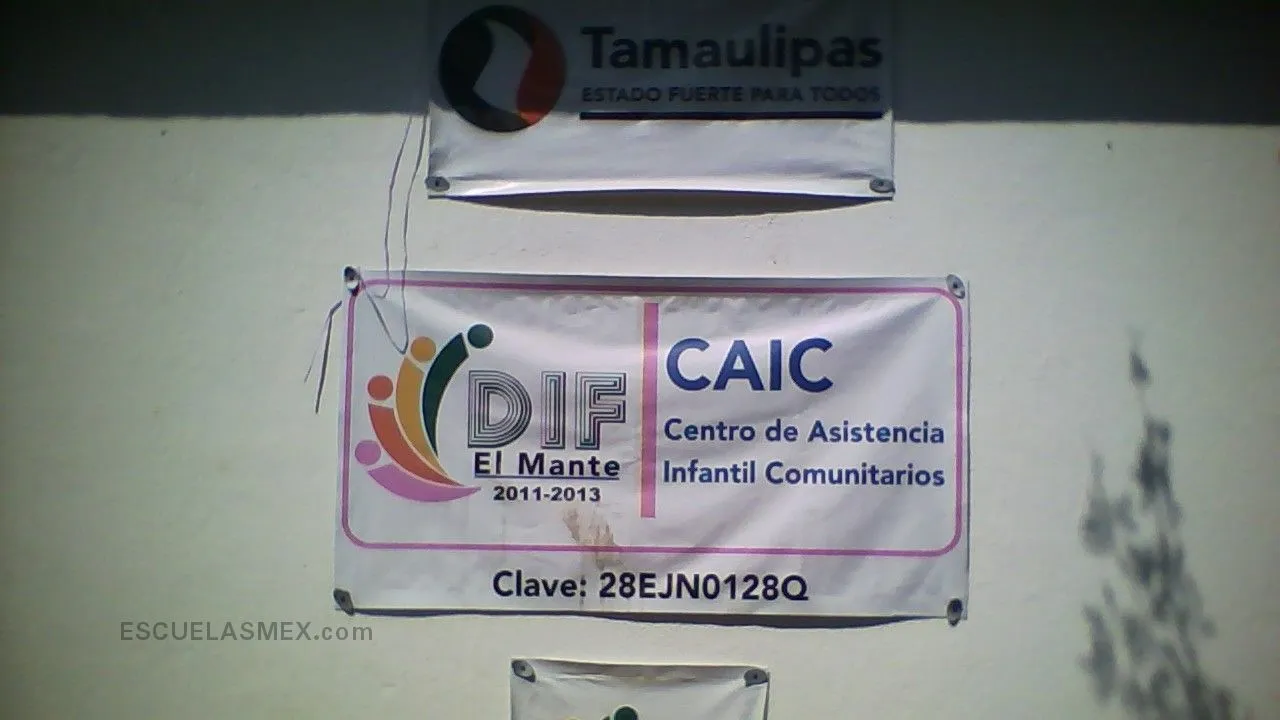 Tamaulipas
ESTADO FUERTE PARA TODOS
DIF
El Mante
2011-2013
CAIC
Centro de Asistencia
Infantil Comunitarios
Clave: 28EJN0128Q
ESCUELASMEX.com